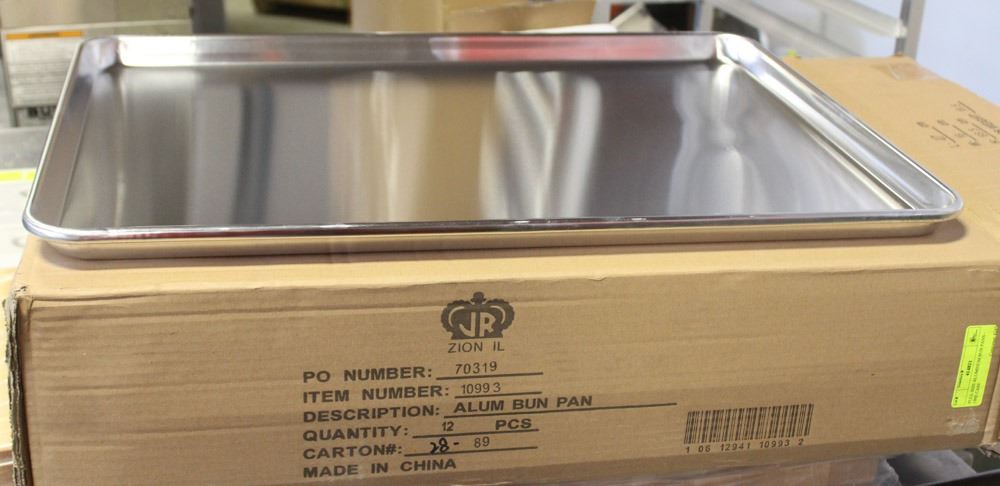 JR
ZION IL
PO NUMBER: 70319
ITEM NUMBER: 10993
DESCRIPTION: ALUM BUN PAN
QUANTITY: 12 PCS
CARTON#: 28- 89
MADE IN CHINA
1 06 12941 10993 2